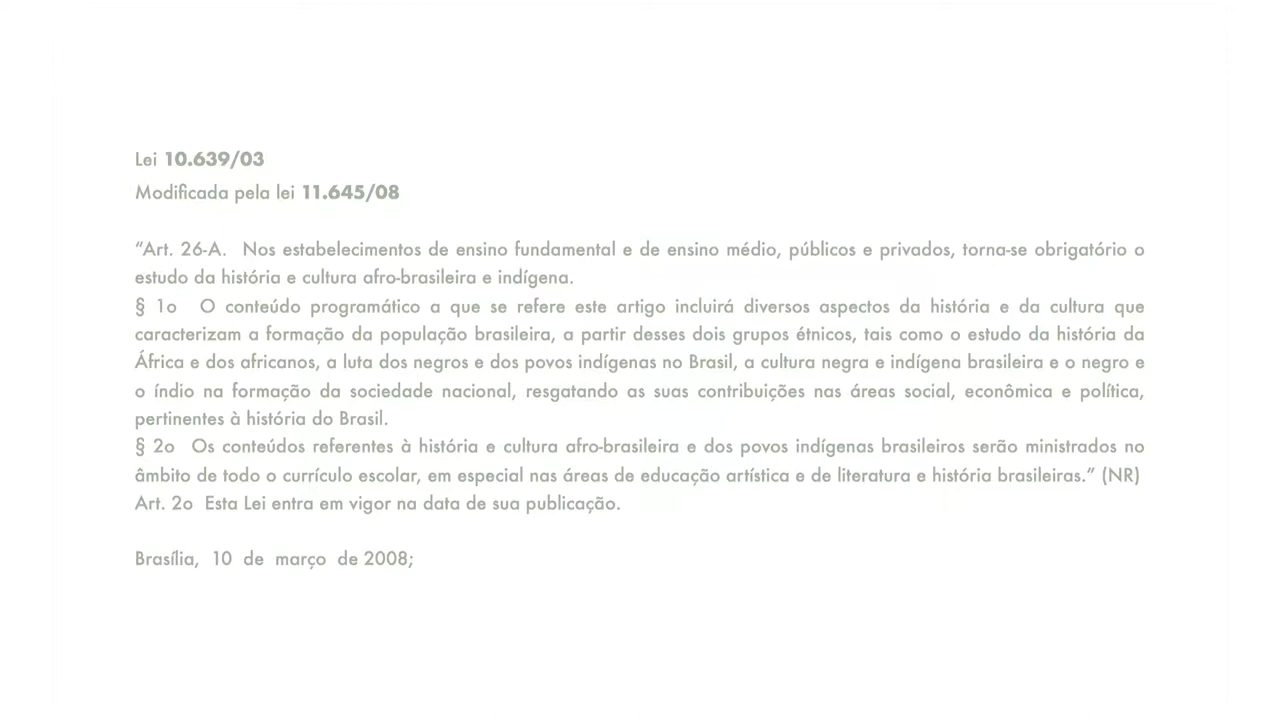 Lei 10.639/03
Modificada pela lei 11.645/08
“Art. 26-A. Nos estabelecimentos de ensino fundamental e de ensino médio, públicos e privados, torna-se obrigatório o
estudo da história e cultura afro-brasileira e indígena.
§ 1o O conteúdo programático a que se refere este artigo incluirá diversos aspectos da história e da cultura que
caracterizam a formação da população brasileira, a partir desses dois grupos étnicos, tais como o estudo da história da
África e dos africanos, a luta dos negros e dos povos indígenas no Brasil, a cultura negra e indígena brasileira e o negro e
o índio na formação da sociedade nacional, resgatando as suas contribuições nas áreas social, econômica e política,
pertinentes à história do Brasil.
§ 2o Os conteúdos referentes à história e cultura afro-brasileira e dos povos indígenas brasileiros serão ministrados no
âmbito de todo o currículo escolar, em especial nas áreas de educação artística e de literatura e história brasileiras.” (NR)
Art. 2o Esta Lei entra em vigor na data de sua publicação.
Brasília, 10 de março de 2008;